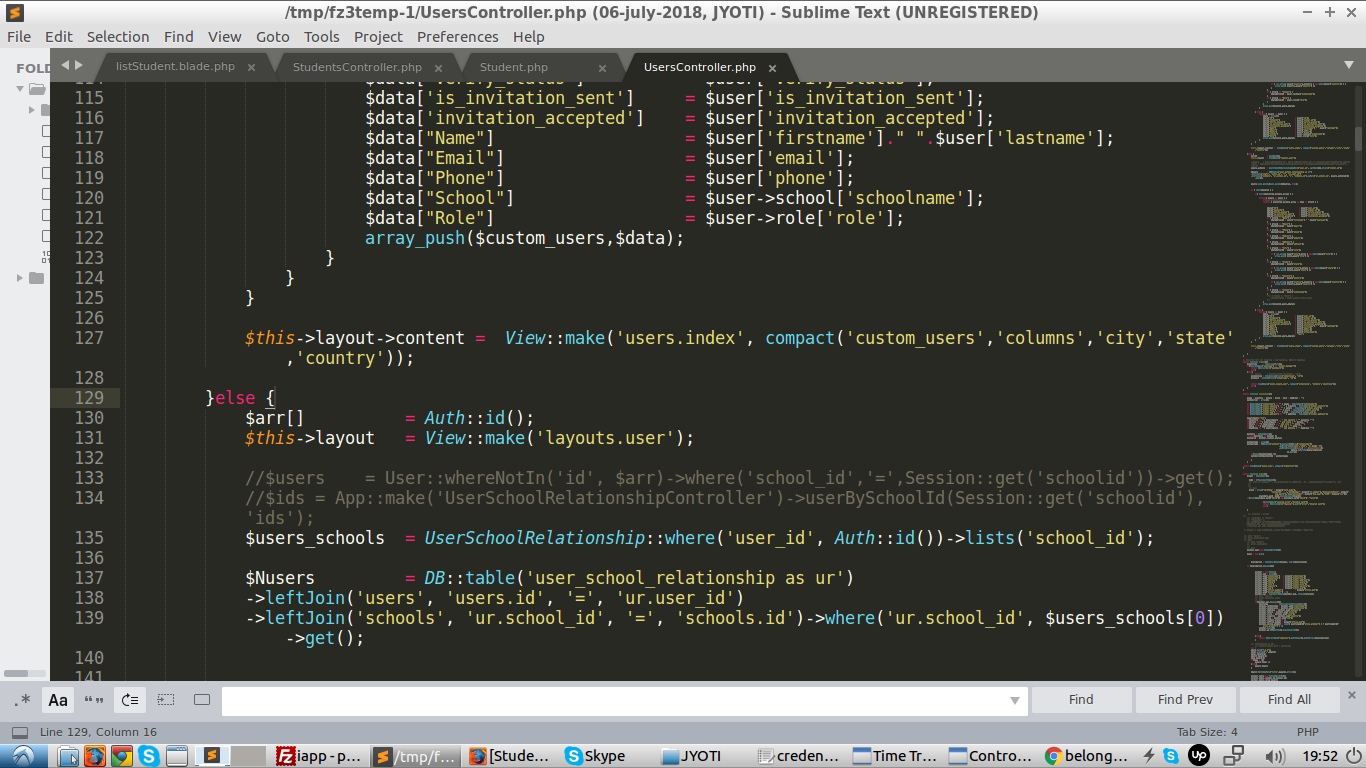 /tmp/fz3temp-1/UsersController.php (06-july-2018, JYOTI) - Sublime Text (UNREGISTERED)
File Edit Selection Find View Goto Tools Project Preferences Help
FOLD
listStudent.blade.php StudentsController.php Student.php UsersController.php
115 $data['is_invitation_sent'] = $user['is_invitation_sent'];
116 $data['invitation_accepted'] = $user['invitation_accepted'];
117 $data["Name"] = $user['firstname']." ".$user['lastname'];
118 $data["Email"] = $user['email'];
119 $data["Phone"] = $user['phone'];
120 $data["School"] = $user->school['schoolname'];
121 $data["Role"] = $user->role['role'];
122 array_push($custom_users,$data);
123 }
124 }
125 }
126
127 $this->layout->content = View::make('users.index', compact('custom_users','columns','city','state'
,'country'));
128
129 }else {
130 $arr[] = Auth::id();
131 $this->layout = View::make('layouts.user');
132
133 //$users = User::whereNotIn('id', $arr)->where('school_id','=',Session::get('schoolid'))->get();
134 //$ids = App::make('UserSchoolRelationshipController')->userBySchoolId(Session::get('schoolid'),
'ids');
135 $users_schools = UserSchoolRelationship::where('user_id', Auth::id())->lists('school_id');
136
137 $Nusers = DB::table('user_school_relationship as ur')
138 ->leftJoin('users', 'users.id', '=', 'ur.user_id')
139 ->leftJoin('schools', 'ur.school_id', '=', 'schools.id')->where('ur.school_id', $users_schools[0])
->get();
140
141
.* Aa Find Find Prev Find All
Line 129, Column 16 Tab Size: 4 PHP
iapp - p... /tmp/f... [Stude... Skype JYOTI creden... Time Tr... Contro... belong... up 19:52